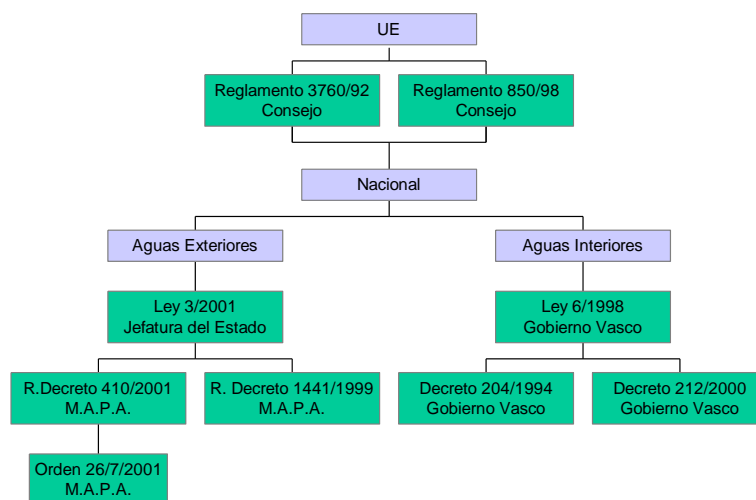 UE
Reglamento 3760/92
Consejo
Reglamento 850/98
Consejo
Nacional
Aguas Exteriores
Aguas Interiores
Ley 3/2001
Jefatura del Estado
Ley 6/1998
Gobierno Vasco
R.Decreto 410/2001
M.A.P.A.
R. Decreto 1441/1999
M.A.P.A.
Decreto 204/1994
Gobierno Vasco
Decreto 212/2000
Gobierno Vasco
Orden 26/7/2001
M.A.P.A.